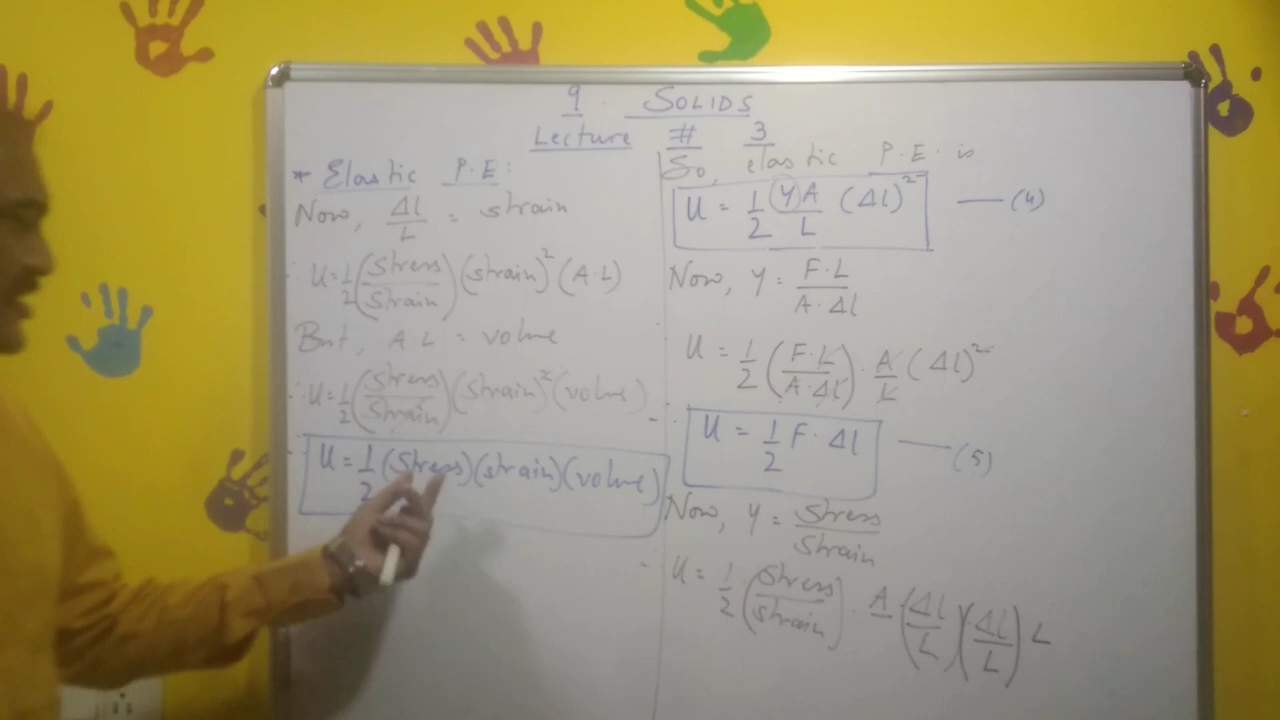 9. SOLIDS
Lecture # 3
* Elastic P.E:
Now, Δl/L = strain
∴ U = 1/2 (Stress/Strain) (strain)² (A·L)
But, A·L = volume
∴ U = 1/2 (Stress/Strain) (strain)² (volume)
∴ U = 1/2 (Stress)(strain)(volume)
So, elastic P.E. is
U = 1/2 YA/L (Δl)² — (4)
Now, Y = F·L/A·Δl
U = 1/2 (F·L/A·Δl) · A/L (Δl)²
∴ U = 1/2 F·Δl — (5)
Now, Y = Stress/Strain
∴ U = 1/2 (Stress/strain) · A (Δl/L)(Δl/L) L